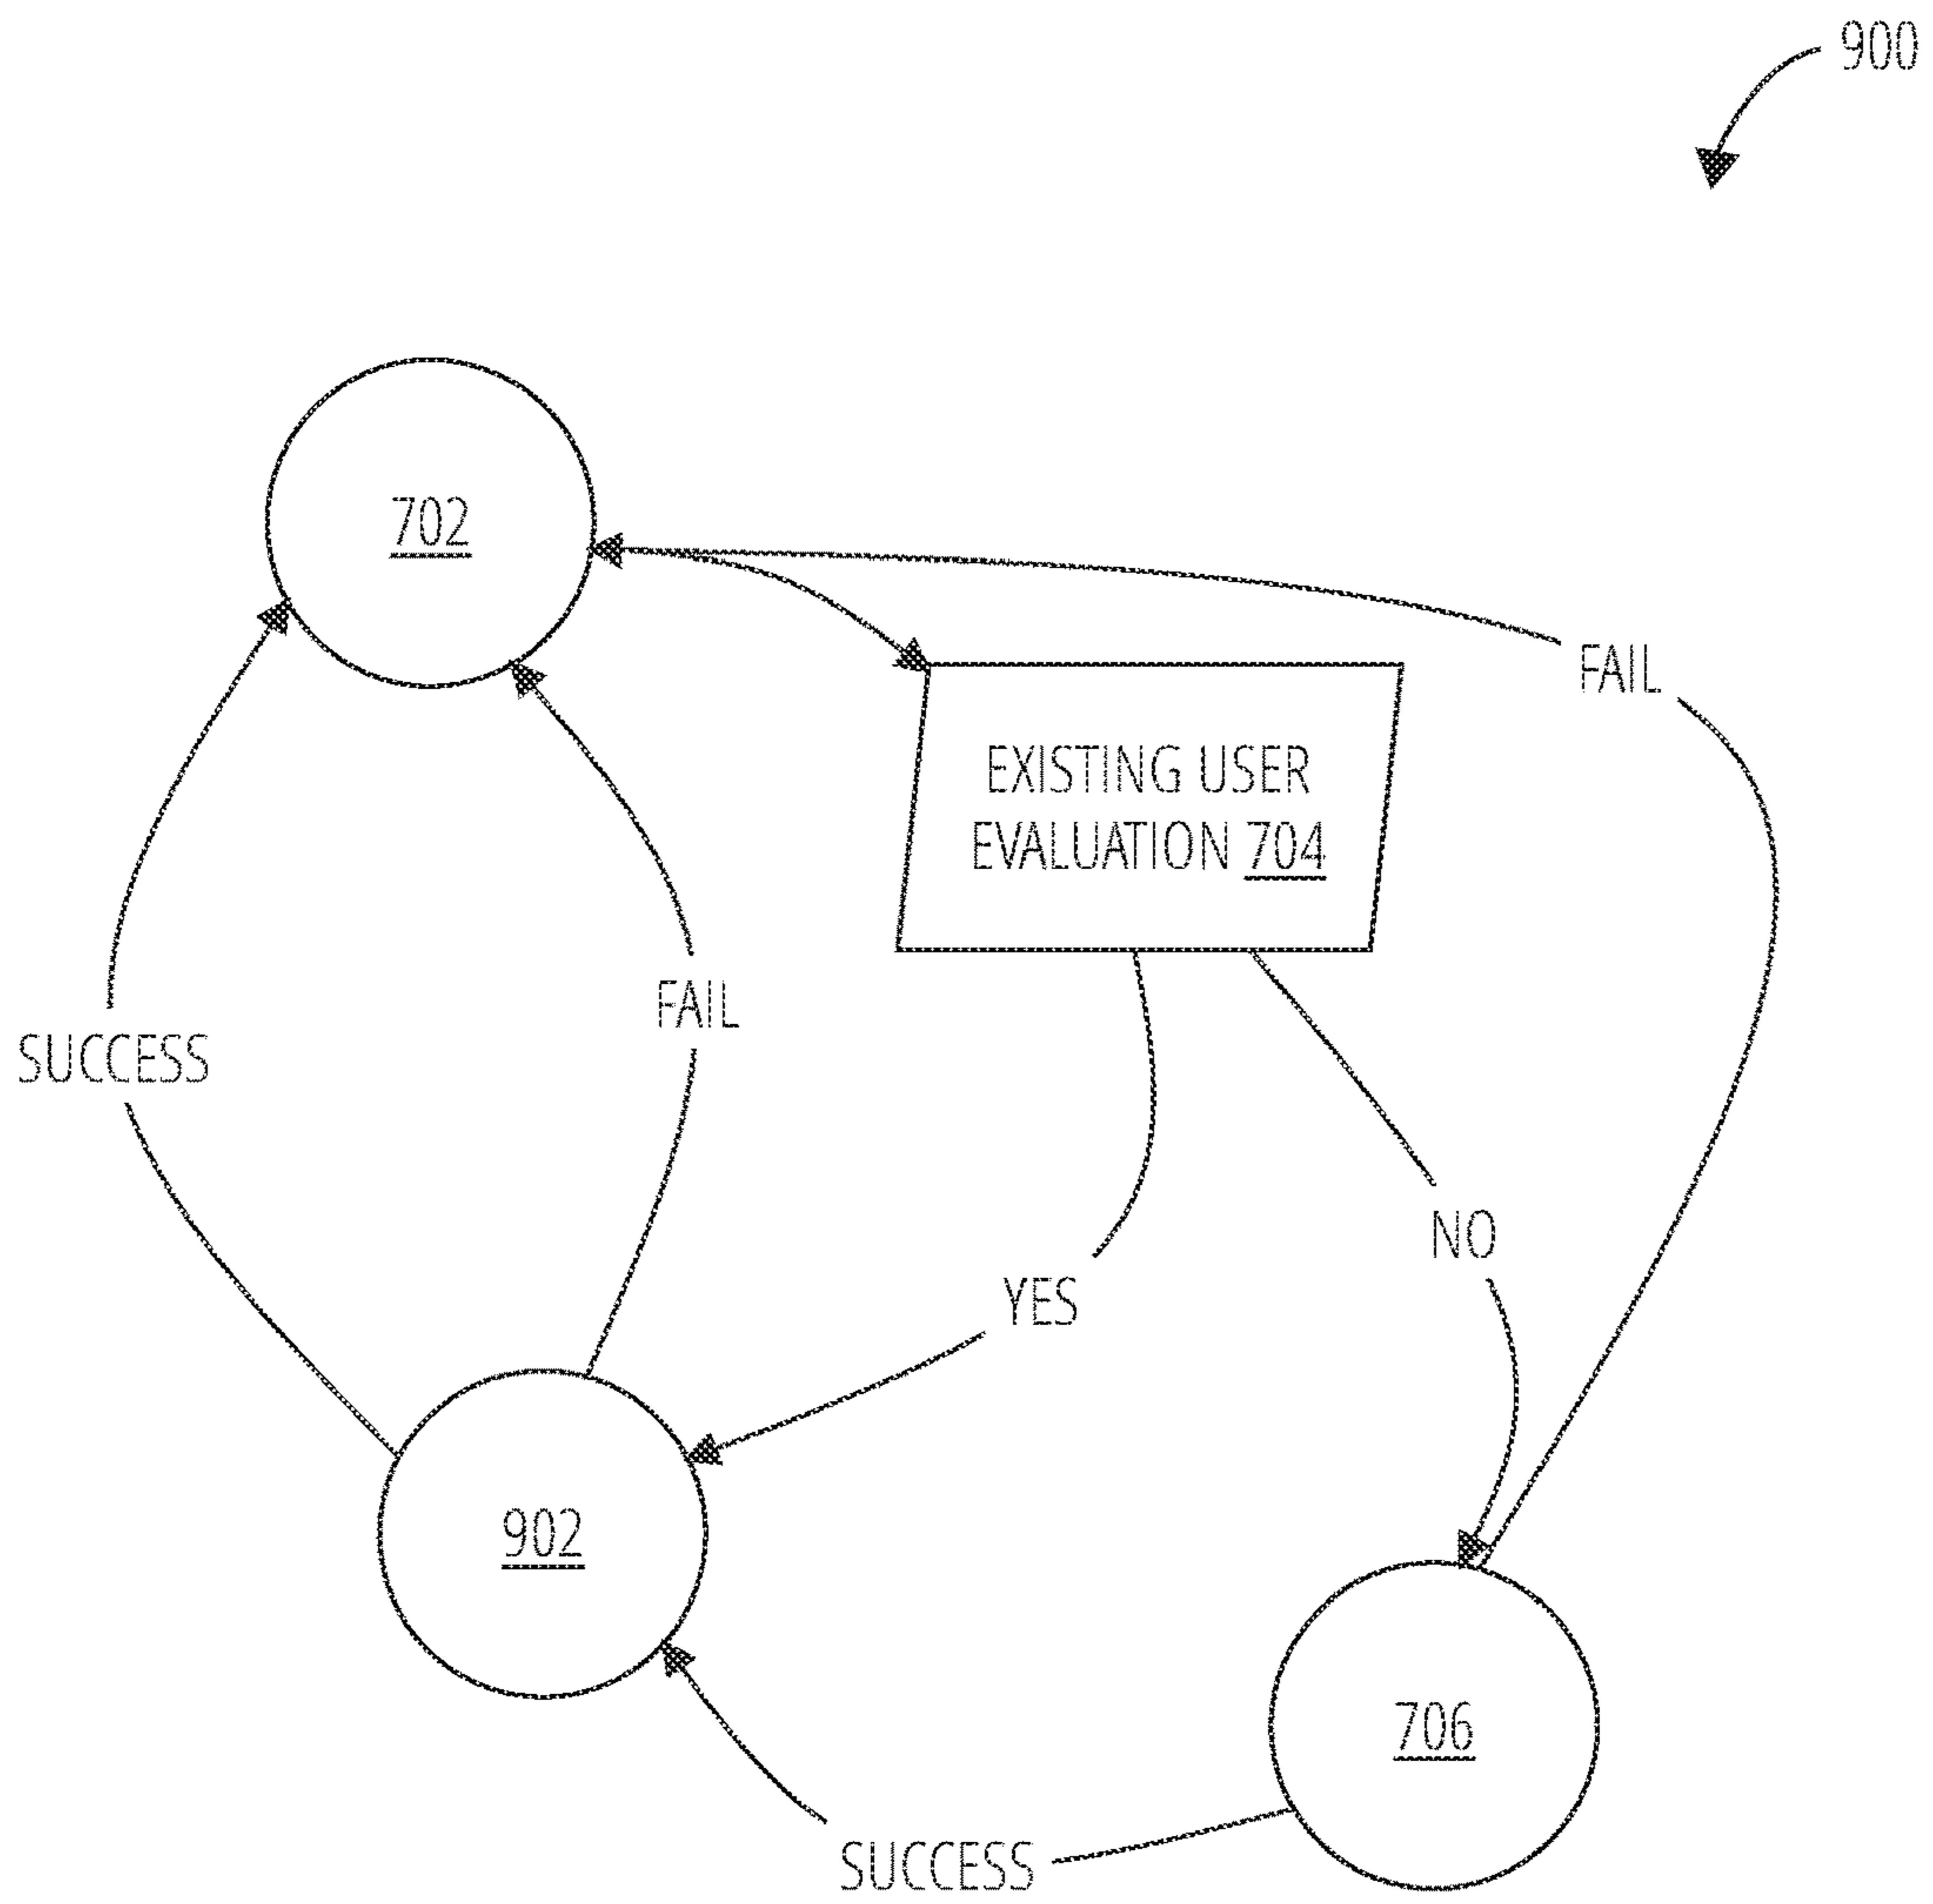 900
702
FAIL
EXISTING USER
EVALUATION 704
FAIL
SUCCESS
NO
YES
902
706
SUCCESS